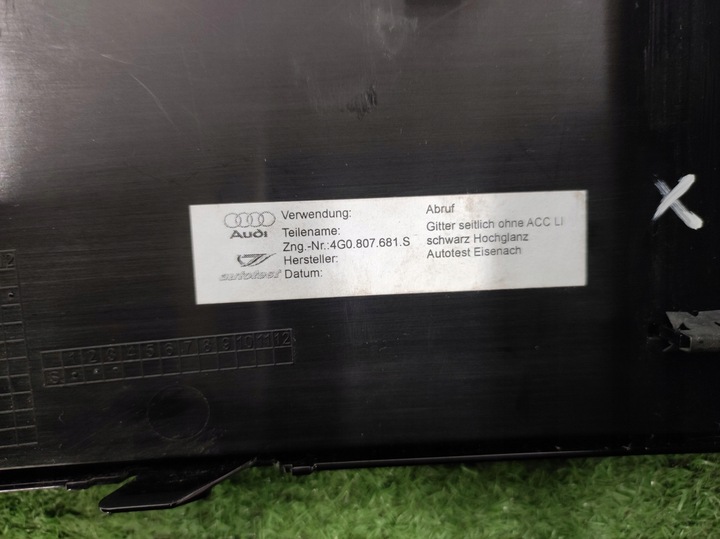 Audi
autotest
Verwendung: Abruf
Teilename: Gitter seitlich ohne ACC LI
Zng.-Nr.:4G0.807.681.S schwarz Hochglanz
Hersteller: Autotest Eisenach
Datum:
1 2 3 4 5 6 7 8 9 10 11 12
S
X